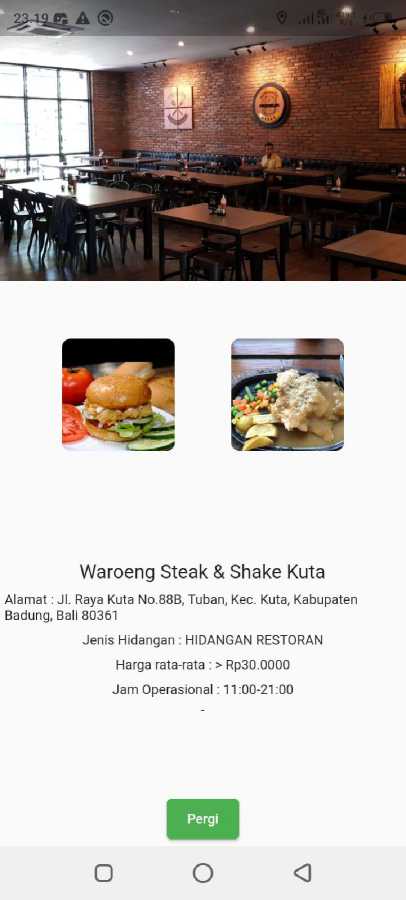 23.19
Waroeng Steak & Shake Kuta
Alamat : Jl. Raya Kuta No.88B, Tuban, Kec. Kuta, Kabupaten
Badung, Bali 80361
Jenis Hidangan : HIDANGAN RESTORAN
Harga rata-rata : > Rp30.0000
Jam Operasional : 11:00-21:00
-
Pergi